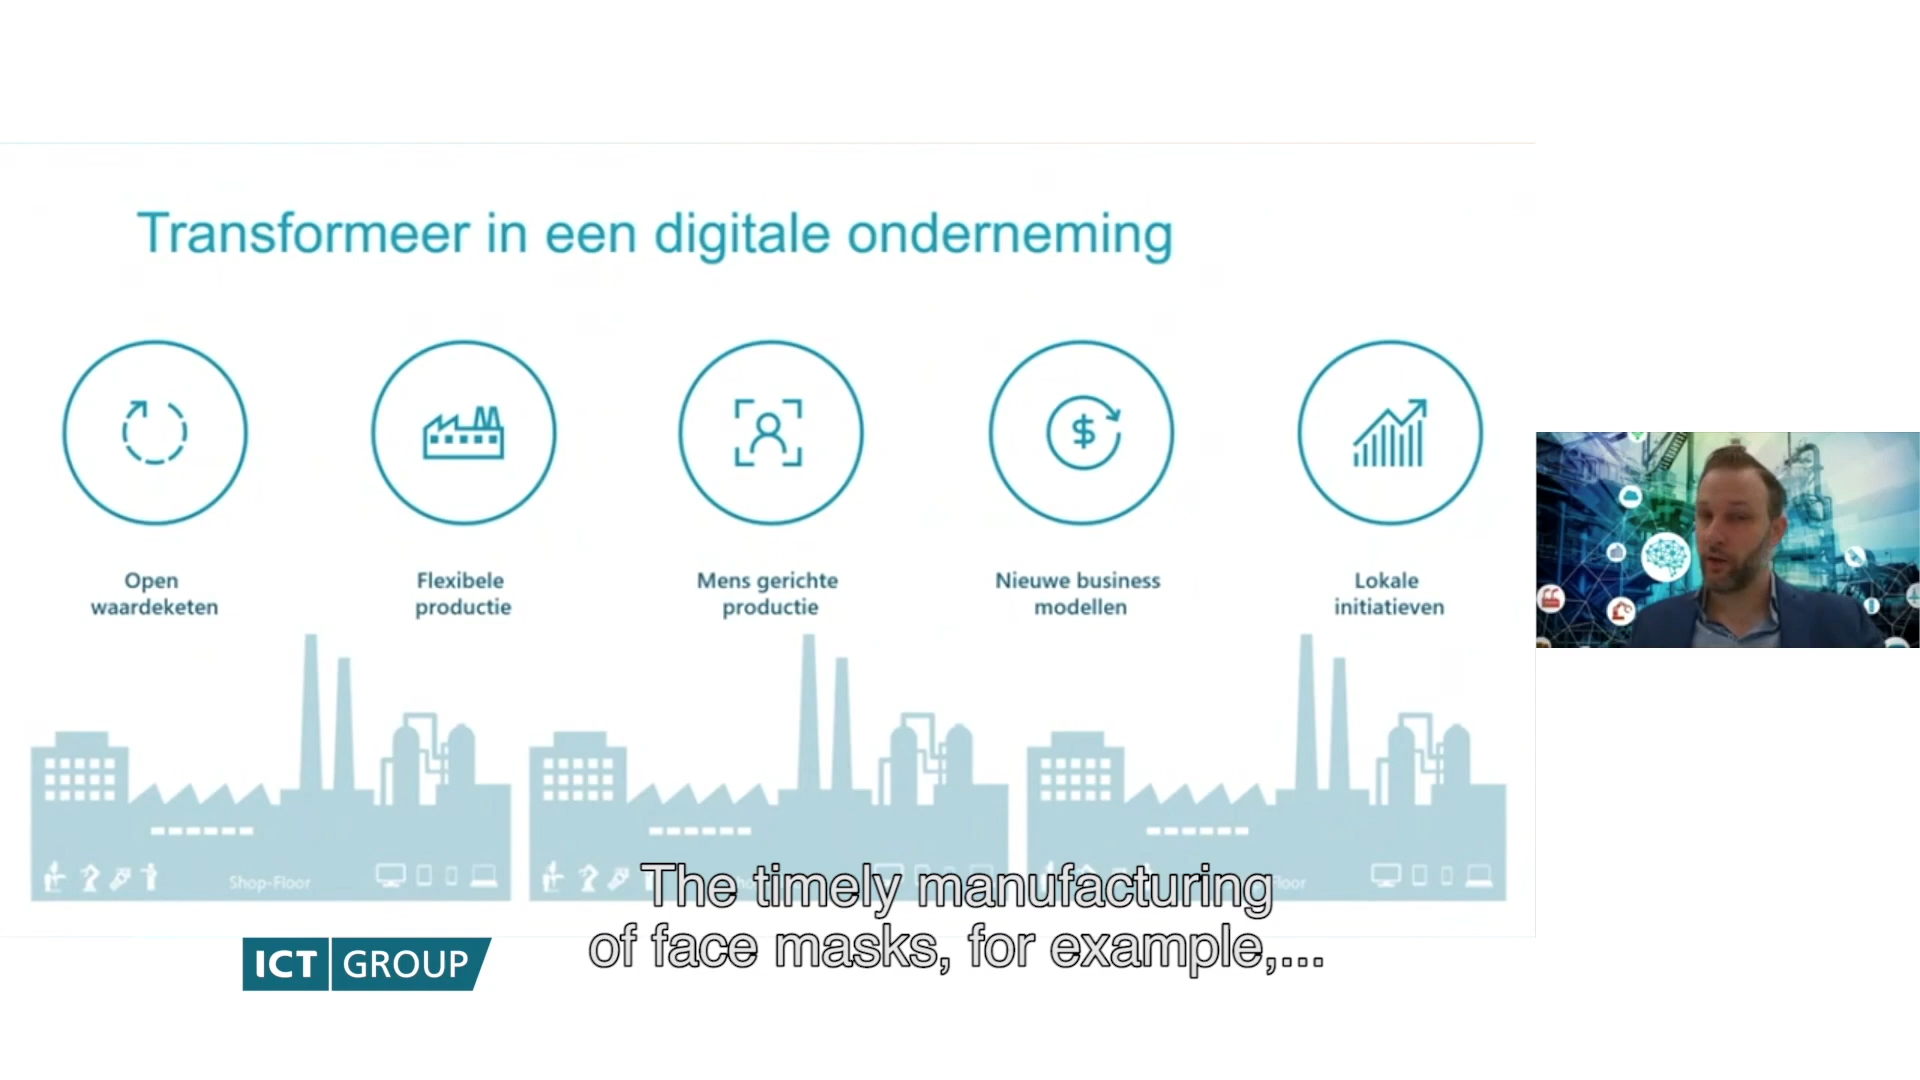 Transformeer in een digitale onderneming
Open
waardeketen
Flexibele
productie
Mens gerichte
productie
Nieuwe business
modellen
Lokale
initiatieven
Shop-Floor
The timely manufacturing
of face masks, for example,...
ICT GROUP